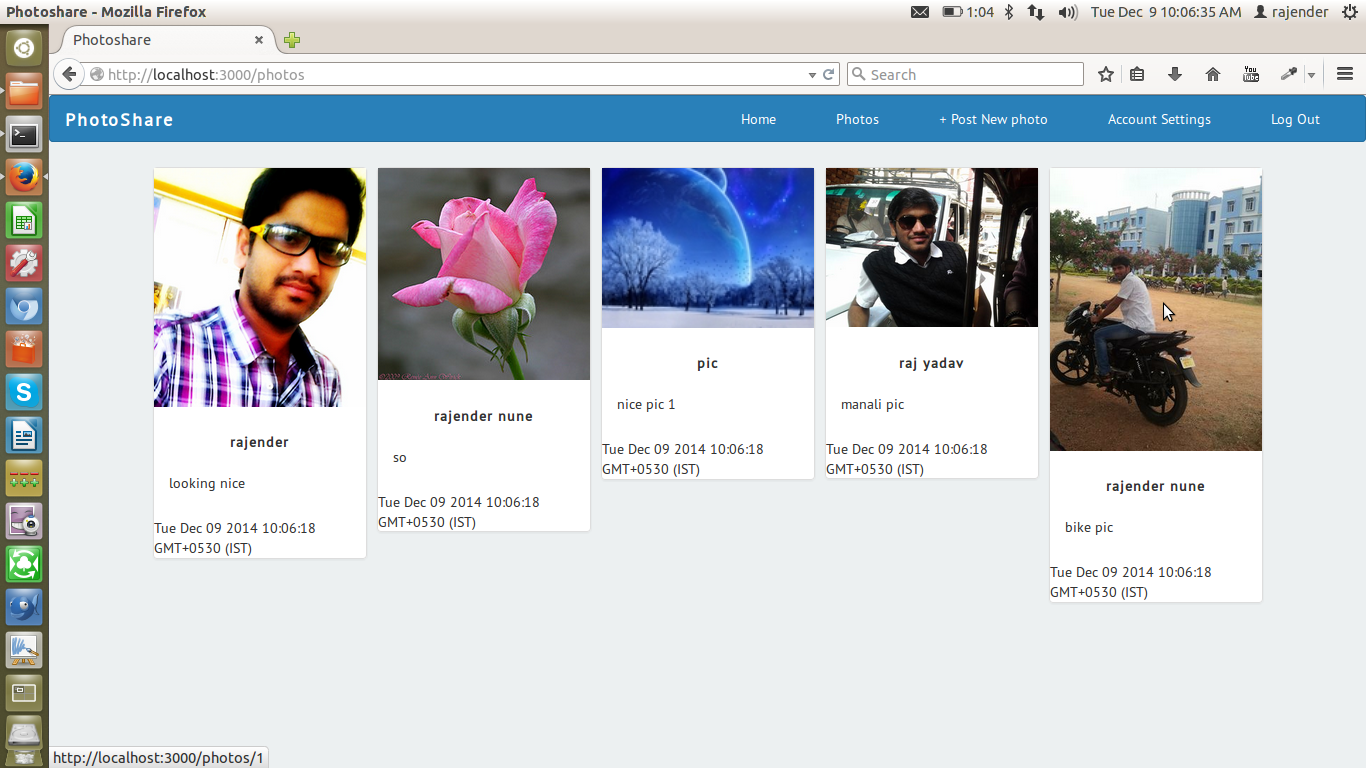 Photoshare - Mozilla Firefox
1:04
Tue Dec 9 10:06:35 AM
rajender
Photoshare
http://localhost:3000/photos
Search
You
Tube
PhotoShare
Home
Photos
+ Post New photo
Account Settings
Log Out
rajender
looking nice
Tue Dec 09 2014 10:06:18
GMT+0530 (IST)
rajender nune
so
Tue Dec 09 2014 10:06:18
GMT+0530 (IST)
pic
nice pic 1
Tue Dec 09 2014 10:06:18
GMT+0530 (IST)
raj yadav
manali pic
Tue Dec 09 2014 10:06:18
GMT+0530 (IST)
rajender nune
bike pic
Tue Dec 09 2014 10:06:18
GMT+0530 (IST)
http://localhost:3000/photos/1